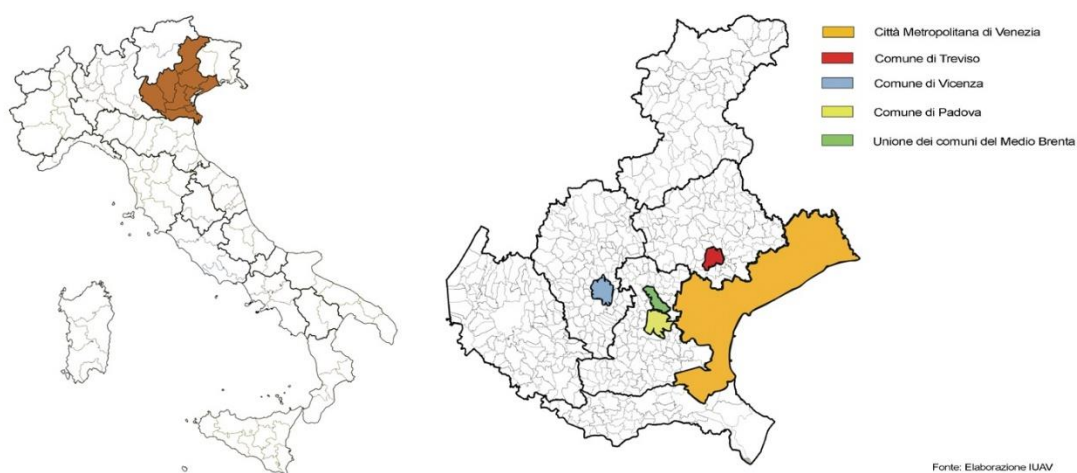 Città Metropolitana di Venezia
Comune di Treviso
Comune di Vicenza
Comune di Padova
Unione dei comuni del Medio Brenta
Fonte: Elaborazione IUAV